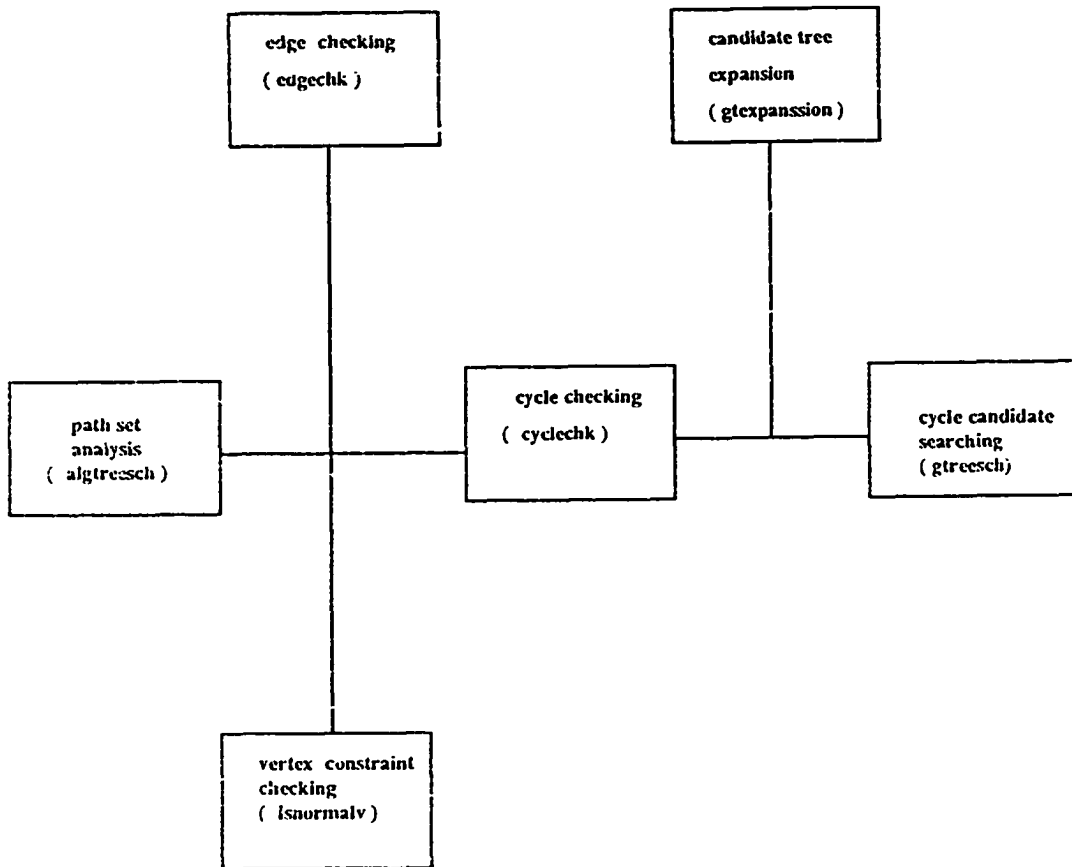 edge checking
( edgechk )
candidate tree
expansion
( gtexpanssion )
path set
analysis
( algtreesch )
cycle checking
( cyclechk )
cycle candidate
searching
( gtreesch)
vertex constraint
checking
( isnormalv )